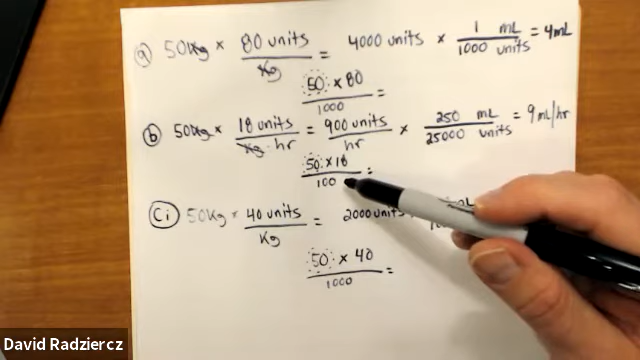 a 50kg × 80 units / kg = 4000 units × 1 mL / 1000 units = 4mL
50 × 80 / 1000 =
b 50kg × 18 units / kg · hr = 900 units / hr × 250 mL / 25000 units = 9 mL/hr
50 × 18 / 100 =
Ci 50kg × 40 units / kg = 2000 units
50 × 40 / 1000 =
David Radziercz